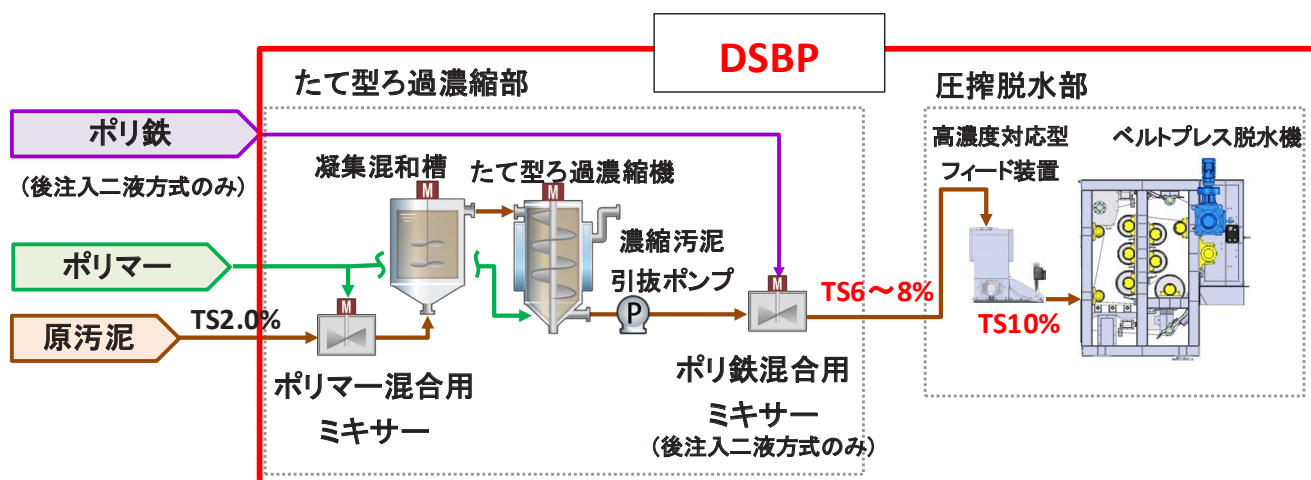 DSBP
たて型ろ過濃縮部
圧搾脱水部
ポリ鉄
(後注入二液方式のみ)
凝集混和槽
たて型ろ過濃縮機
高濃度対応型
フィード装置
ベルトプレス脱水機
M
M
濃縮汚泥
引抜ポンプ
ポリマー
M
M
P
TS6～8%
原汚泥
TS2.0%
TS10%
ポリマー混合用
ミキサー
ポリ鉄混合用
ミキサー
(後注入二液方式のみ)